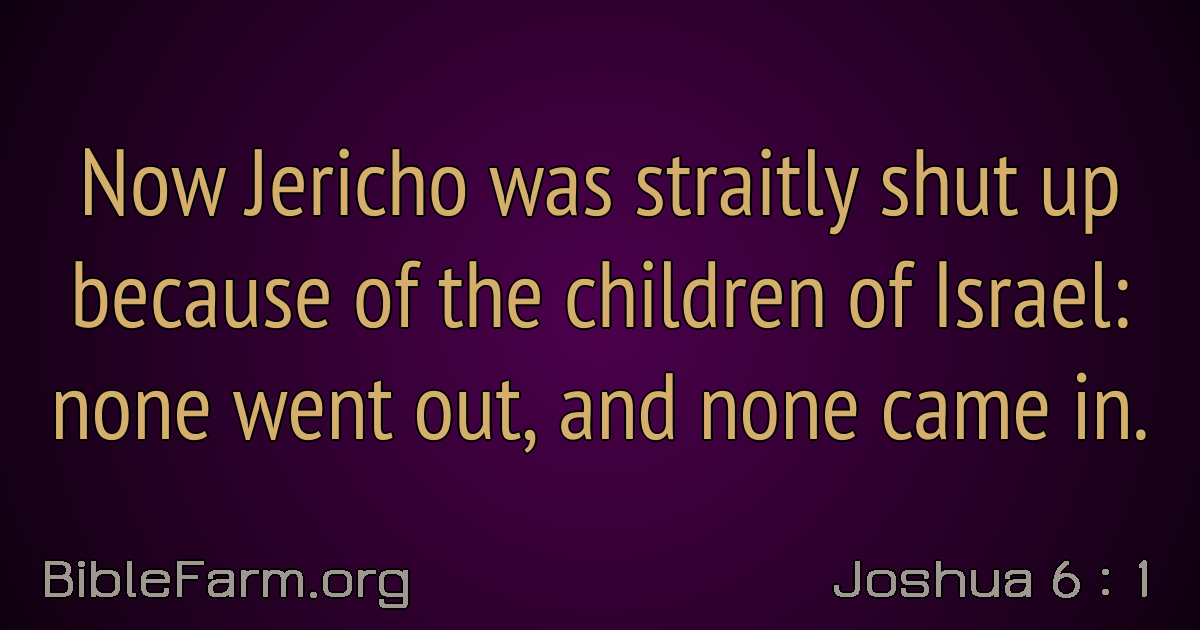 Now Jericho was straitly shut up
because of the children of Israel:
none went out, and none came in.
BibleFarm.org
Joshua 6 : 1